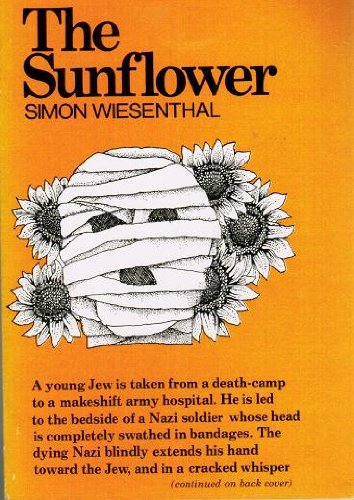 The
Sunflower
SIMON WIESENTHAL
A young Jew is taken from a death-camp
to a makeshift army hospital. He is led
to the bedside of a Nazi soldier whose head
is completely swathed in bandages. The
dying Nazi blindly extends his hand
toward the Jew, and in a cracked whisper
(continued on back cover)